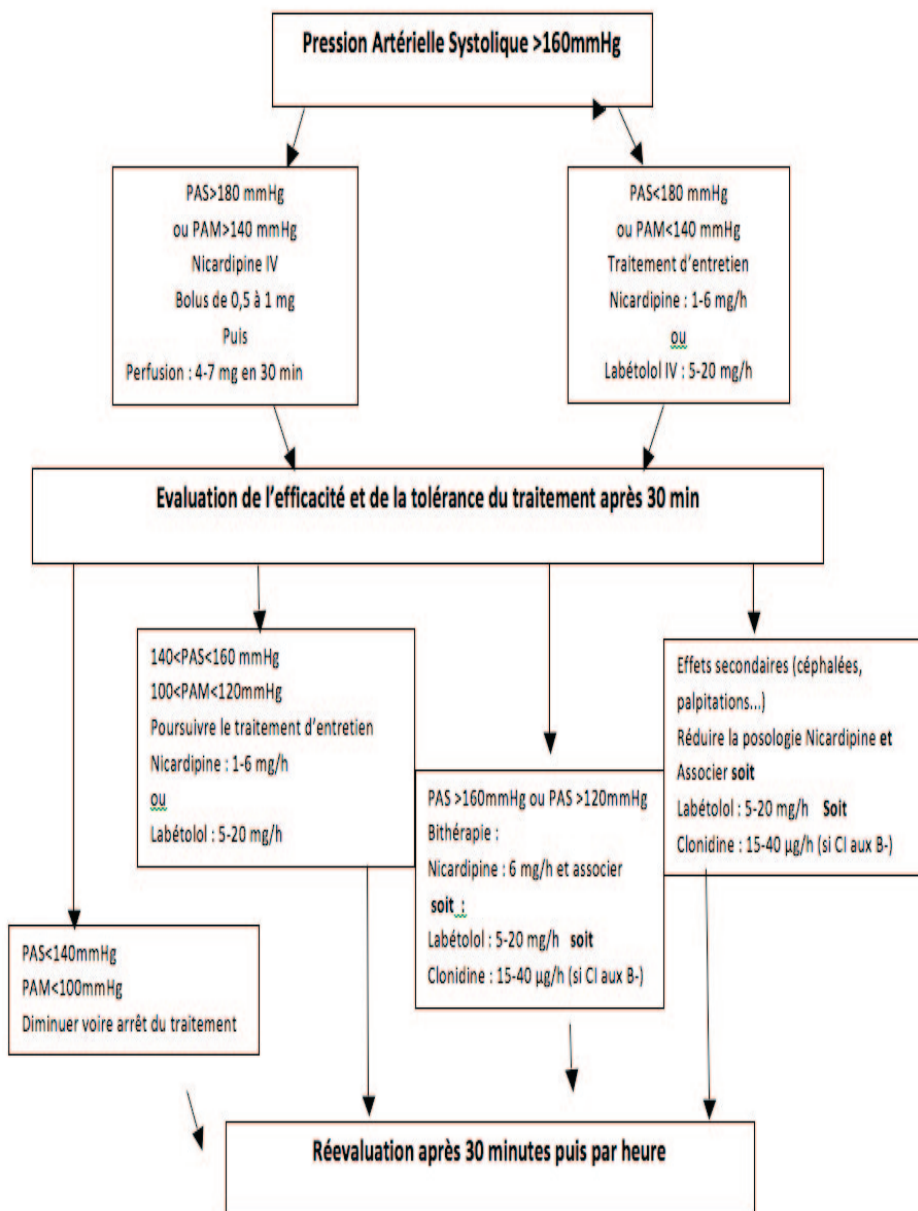 Pression Artérielle Systolique >160mmHg
PAS>180 mmHg
ou PAM>140 mmHg
Nicardipine IV
Bolus de 0,5 à 1 mg
Puis
Perfusion : 4-7 mg en 30 min
PAS<180 mmHg
ou PAM<140 mmHg
Traitement d’entretien
Nicardipine : 1-6 mg/h
ou
Labétolol IV : 5-20 mg/h
Evaluation de l’efficacité et de la tolérance du traitement après 30 min
140<PAS<160 mmHg
100<PAM<120mmHg
Poursuivre le traitement d’entretien
Nicardipine : 1-6 mg/h
ou
Labétolol : 5-20 mg/h
Effets secondaires (céphalées,
palpitations...)
Réduire la posologie Nicardipine et
Associer soit
Labétolol : 5-20 mg/h Soit
Clonidine : 15-40 µg/h (si CI aux B-)
PAS >160mmHg ou PAS >120mmHg
Bithérapie :
Nicardipine : 6 mg/h et associer
soit :
Labétolol : 5-20 mg/h soit
Clonidine : 15-40 µg/h (si CI aux B-)
PAS<140mmHg
PAM<100mmHg
Diminuer voire arrêt du traitement
Réevaluation après 30 minutes puis par heure